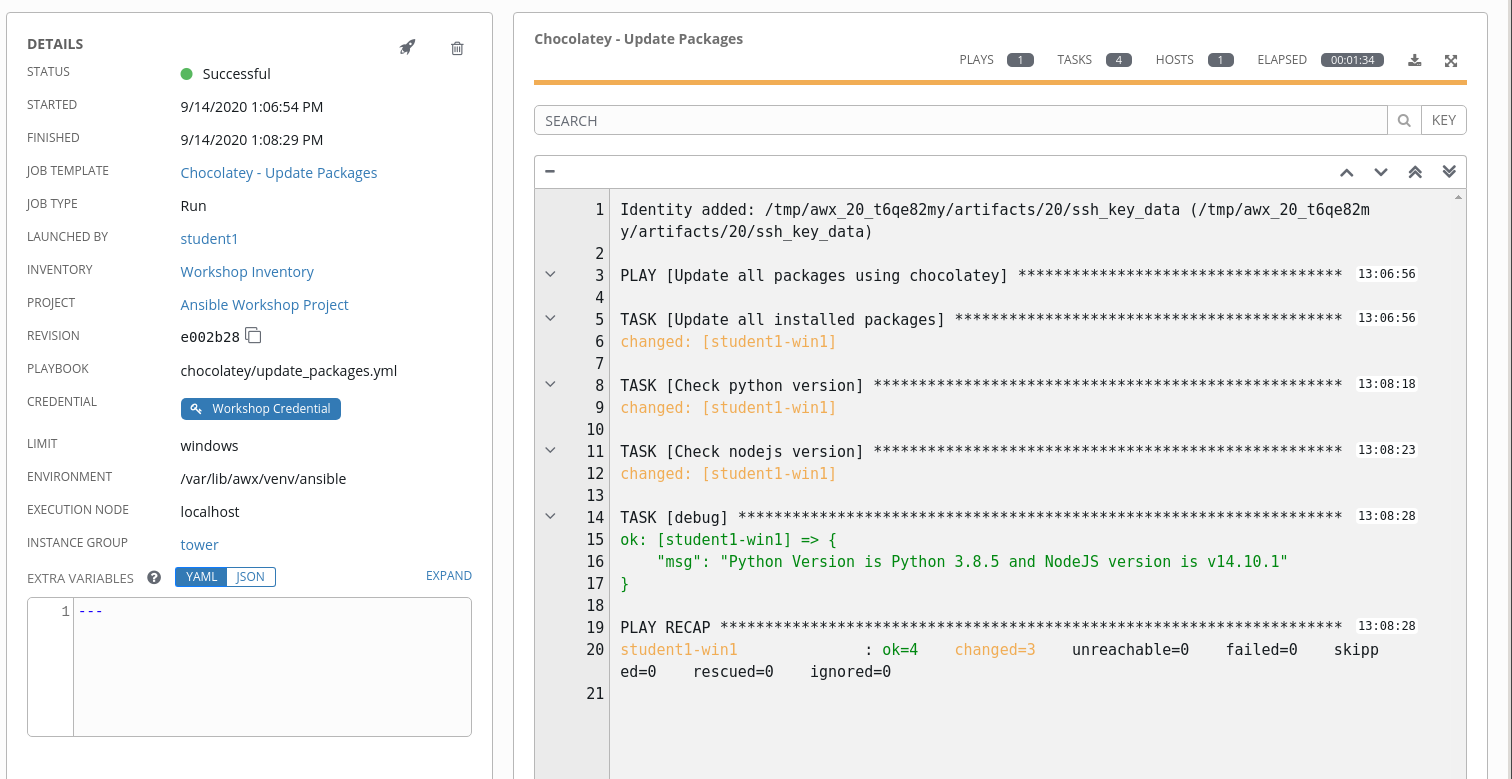 DETAILS
STATUS Successful
STARTED 9/14/2020 1:06:54 PM
FINISHED 9/14/2020 1:08:29 PM
JOB TEMPLATE Chocolatey - Update Packages
JOB TYPE Run
LAUNCHED BY student1
INVENTORY Workshop Inventory
PROJECT Ansible Workshop Project
REVISION e002b28
PLAYBOOK chocolatey/update_packages.yml
CREDENTIAL Workshop Credential
LIMIT windows
ENVIRONMENT /var/lib/awx/venv/ansible
EXECUTION NODE localhost
INSTANCE GROUP tower
EXTRA VARIABLES ? YAML JSON EXPAND
1 ---
Chocolatey - Update Packages
PLAYS 1 TASKS 4 HOSTS 1 ELAPSED 00:01:34
SEARCH KEY
1 Identity added: /tmp/awx_20_t6qe82my/artifacts/20/ssh_key_data (/tmp/awx_20_t6qe82m
y/artifacts/20/ssh_key_data)
2
3 PLAY [Update all packages using chocolatey] ************************************ 13:06:56
4
5 TASK [Update all installed packages] ******************************************* 13:06:56
6 changed: [student1-win1]
7
8 TASK [Check python version] **************************************************** 13:08:18
9 changed: [student1-win1]
10
11 TASK [Check nodejs version] **************************************************** 13:08:23
12 changed: [student1-win1]
13
14 TASK [debug] ******************************************************************* 13:08:28
15 ok: [student1-win1] => {
16     "msg": "Python Version is Python 3.8.5 and NodeJS version is v14.10.1"
17 }
18
19 PLAY RECAP ********************************************************************* 13:08:28
20 student1-win1              : ok=4    changed=3    unreachable=0    failed=0    skipp
ed=0    rescued=0    ignored=0
21